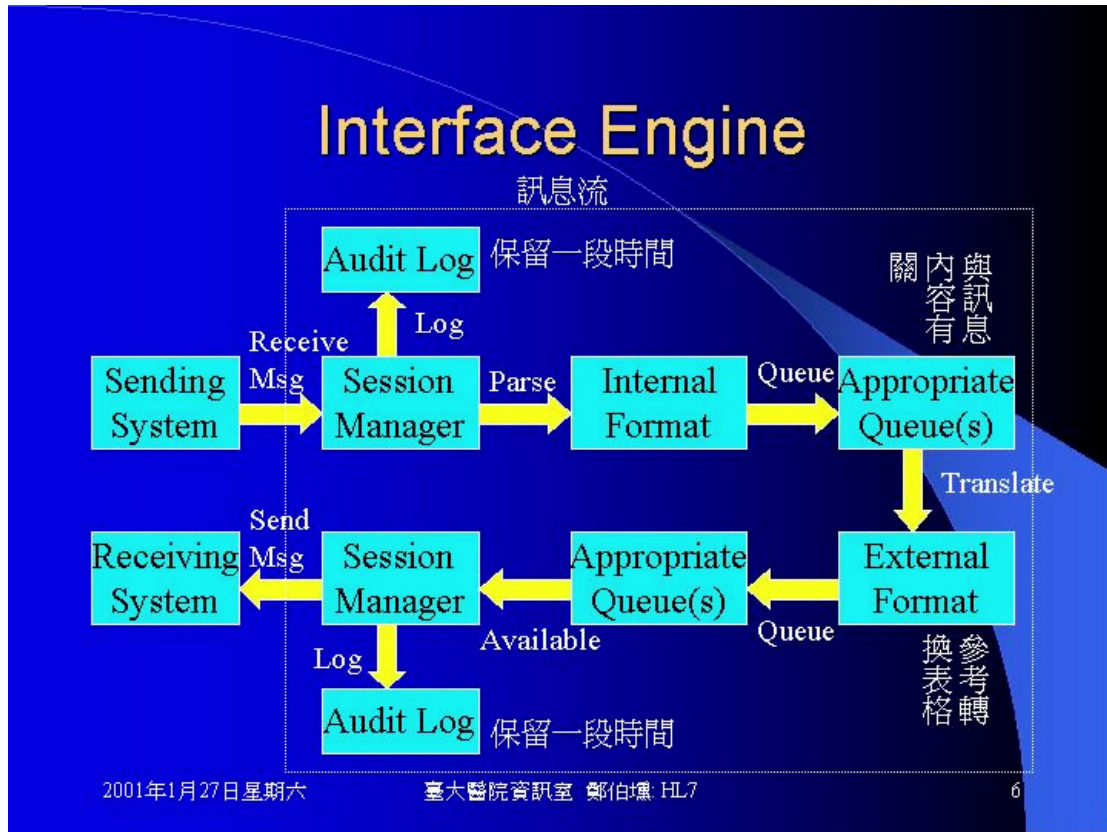 Interface Engine
訊息流
Audit Log
保留一段時間
與訊息
內容有
關
Log
Receive
Msg
Sending
System
Session
Manager
Parse
Internal
Format
Queue
Appropriate
Queue(s)
Translate
Send
Msg
Receiving
System
Session
Manager
Available
Appropriate
Queue(s)
Queue
External
Format
參考轉
換表格
Log
Audit Log
保留一段時間
2001年1月27日星期六
臺大醫院資訊室 鄭伯壎: HL7
6